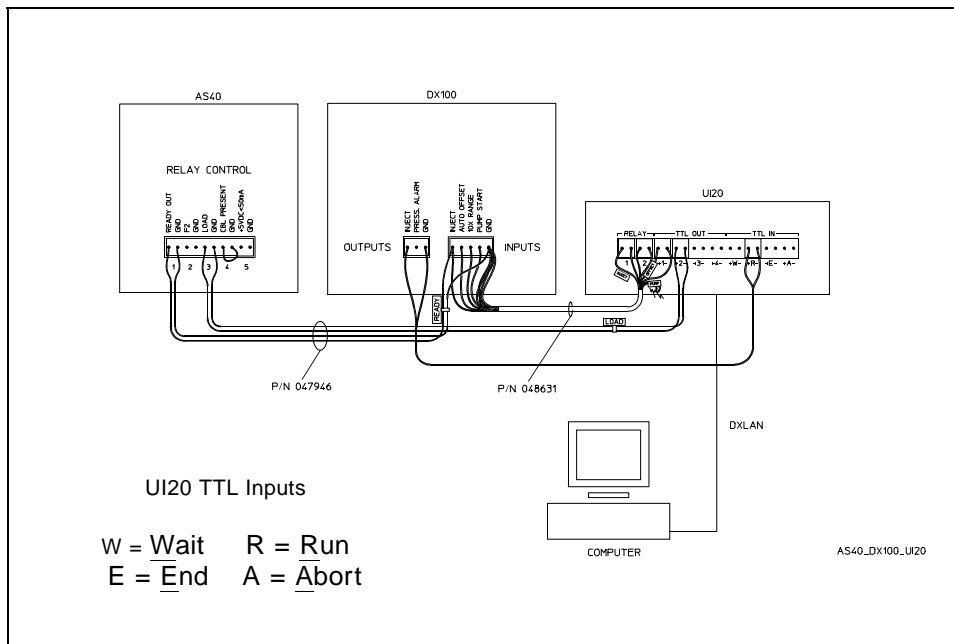 AS40
DX100
UI20
RELAY CONTROL
READY OUT
GND
P2
GND
LOAD
GND
CBL PRESENT
GND
+5VDC<50mA
GND
1 2 3 4 5
OUTPUTS
INJECT
PRESS. ALARM
GND
INJECT
AUTO OFFSET
10X RANGE
PUMP START
GND
INPUTS
RELAY TTL OUT TTL IN
1 2 +1- +2- +3- +4- +W- +R- +E- +A-
INJECT
OFFSET
PUMP
READY
LOAD
P/N 047946
P/N 048631
DXLAN
COMPUTER
AS40_DX100_UI20
UI20 TTL Inputs
W = Wait R = Run
E = End A = Abort